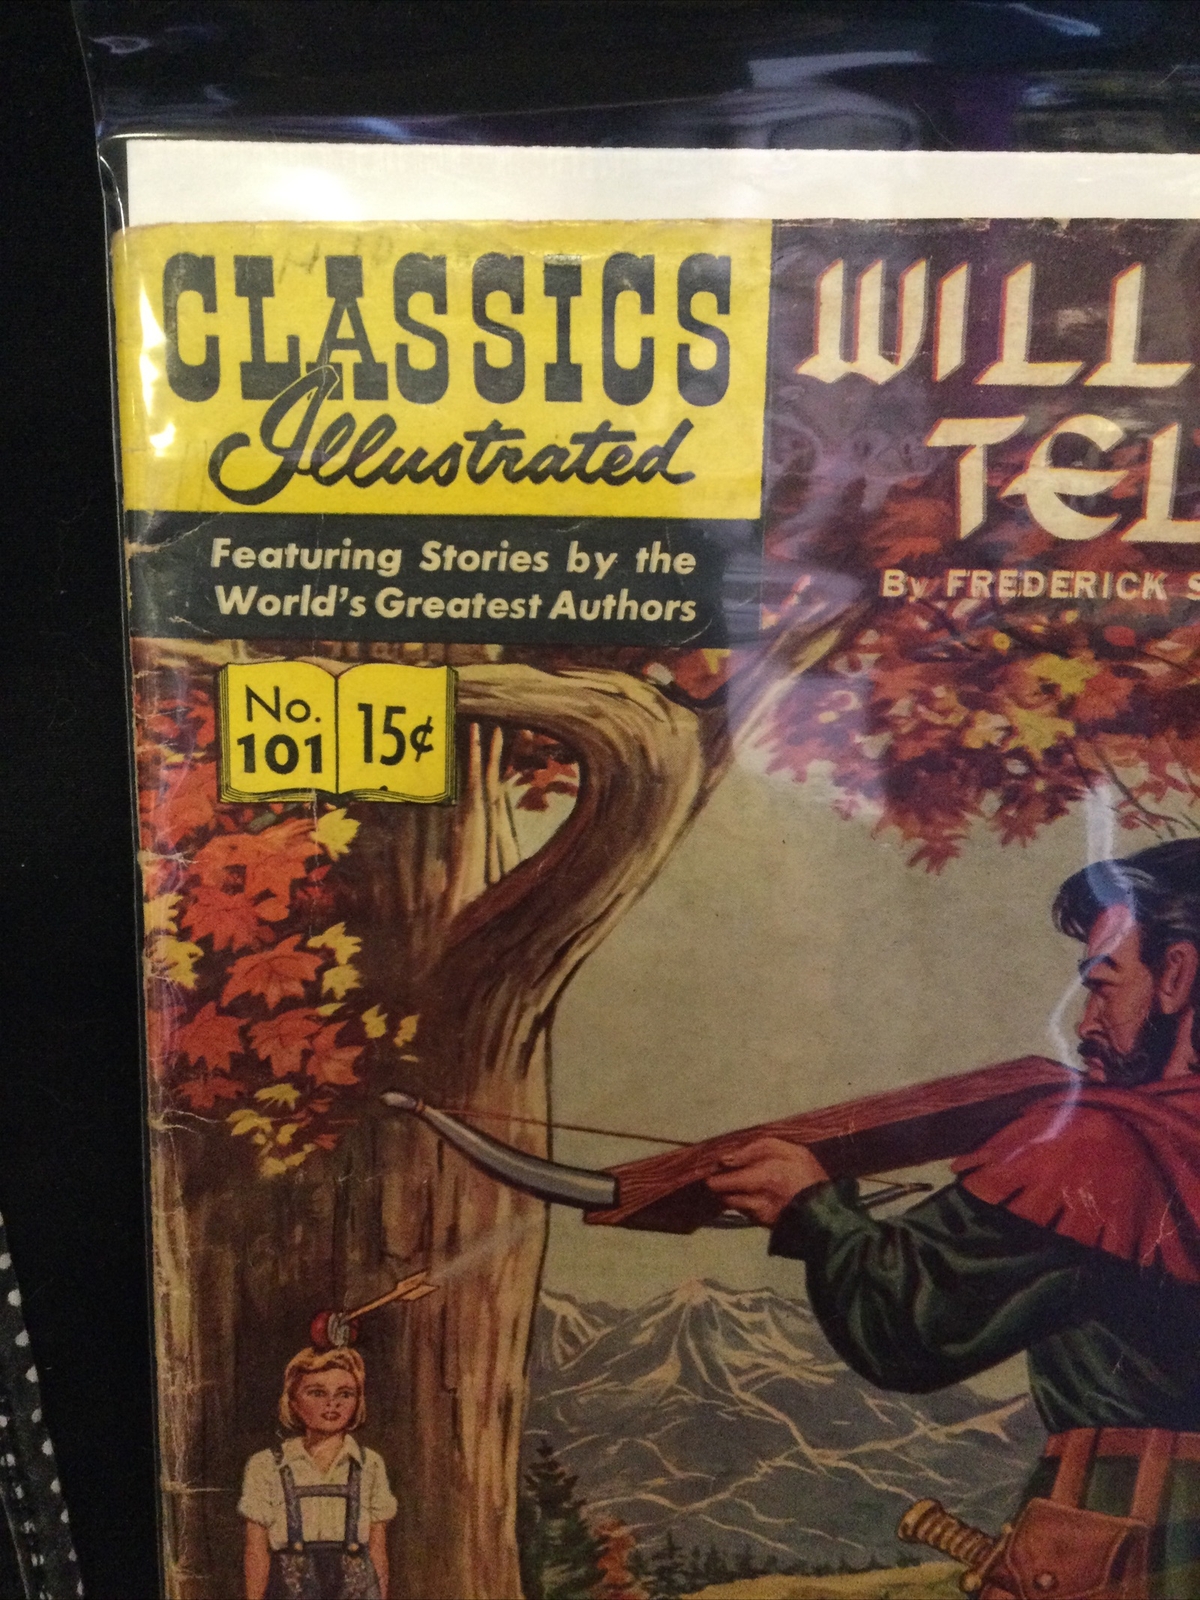 CLASSICS
Illustrated
Featuring Stories by the
World's Greatest Authors
No.
101
15¢
WILL
TEL
By FREDERICK S